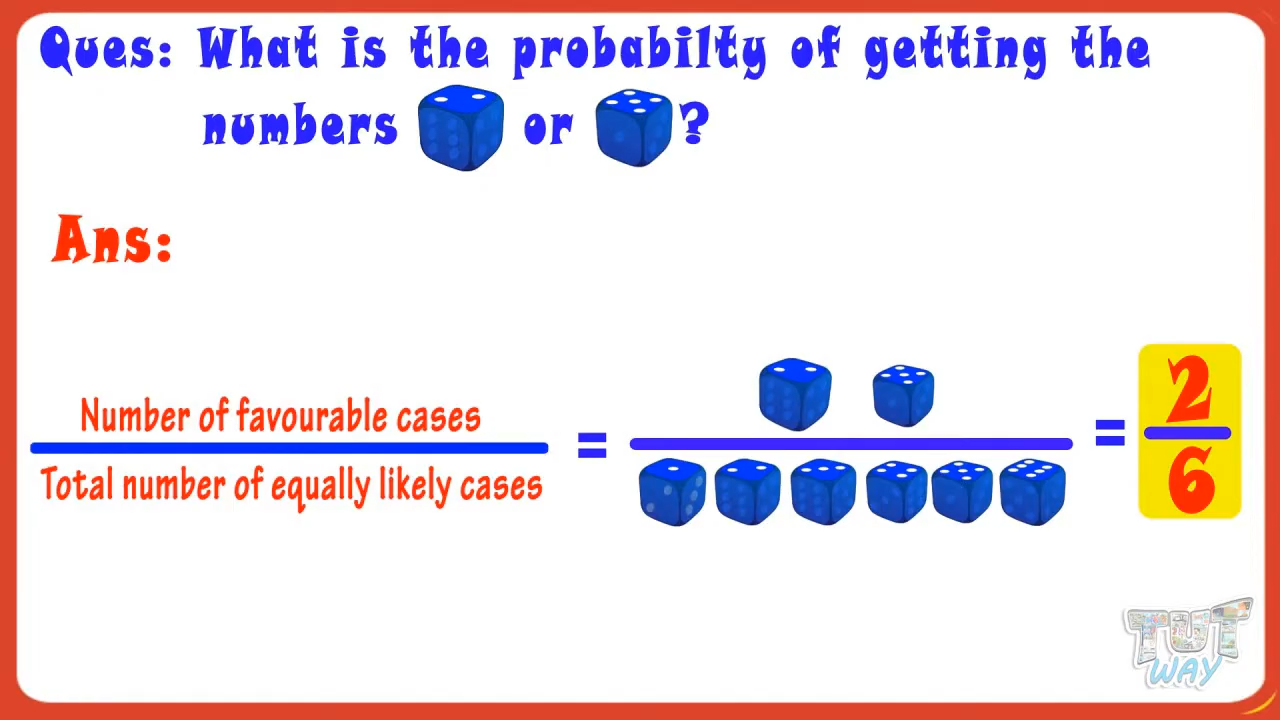 Ques: What is the probabilty of getting the
numbers or ?
Ans:
Number of favourable cases
Total number of equally likely cases
= =
2
6
TUT
WAY